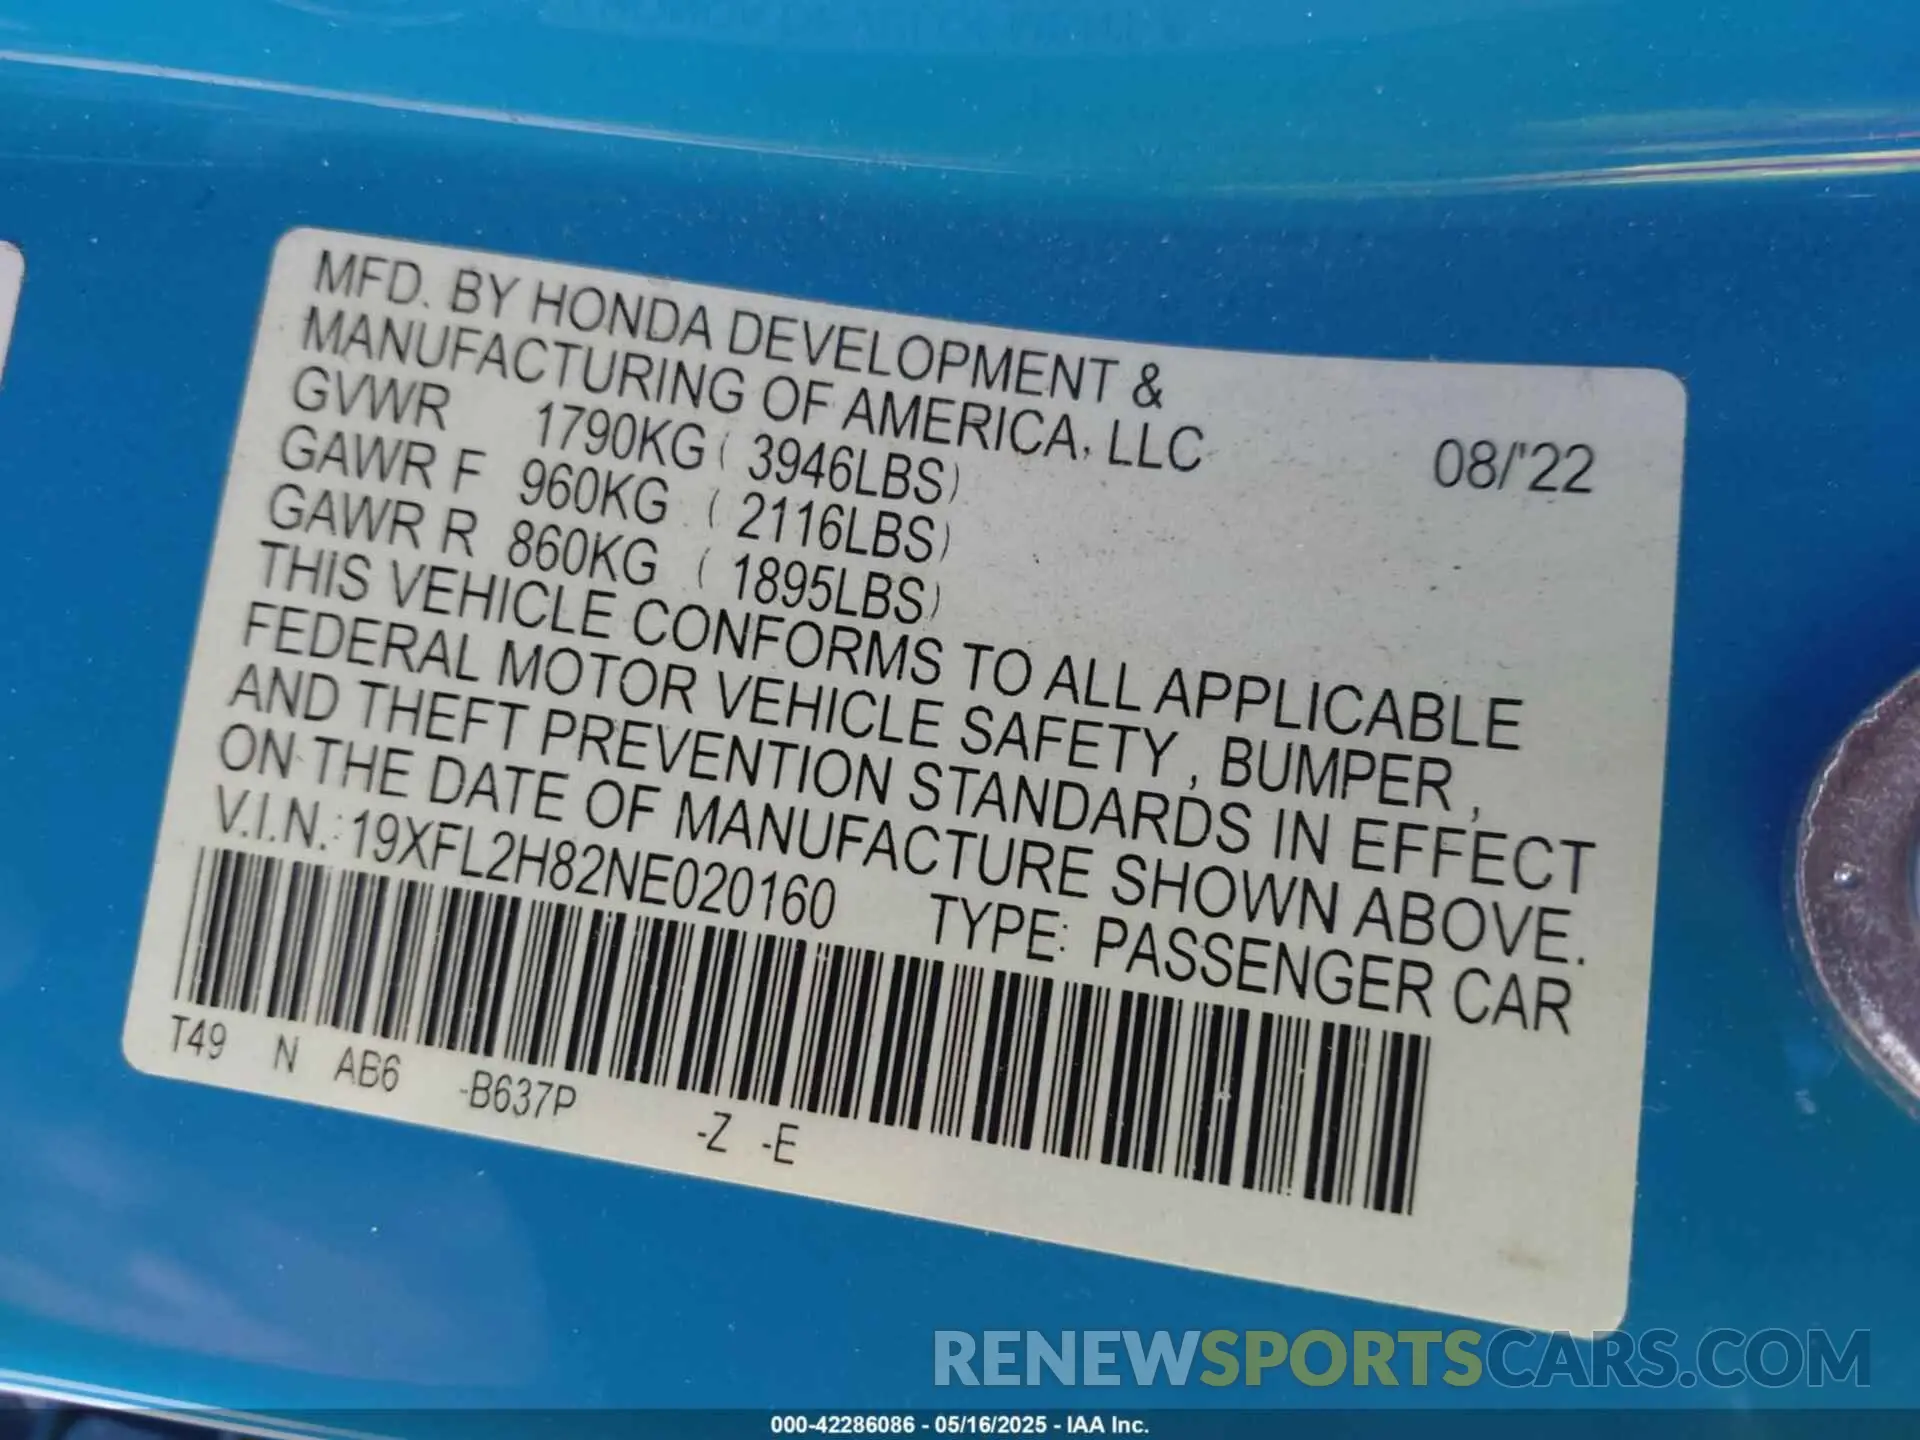 MFD. BY HONDA DEVELOPMENT &
MANUFACTURING OF AMERICA, LLC 08/'22
GVWR 1790KG ( 3946LBS)
GAWR F 960KG ( 2116LBS)
GAWR R 860KG ( 1895LBS)
THIS VEHICLE CONFORMS TO ALL APPLICABLE
FEDERAL MOTOR VEHICLE SAFETY , BUMPER ,
AND THEFT PREVENTION STANDARDS IN EFFECT
ON THE DATE OF MANUFACTURE SHOWN ABOVE.
V.I.N.: 19XFL2H82NE020160 TYPE: PASSENGER CAR
T49 N AB6 -B637P -Z -E
RENEWSPORTSCARS.COM
000-42286086 - 05/16/2025 - IAA Inc.